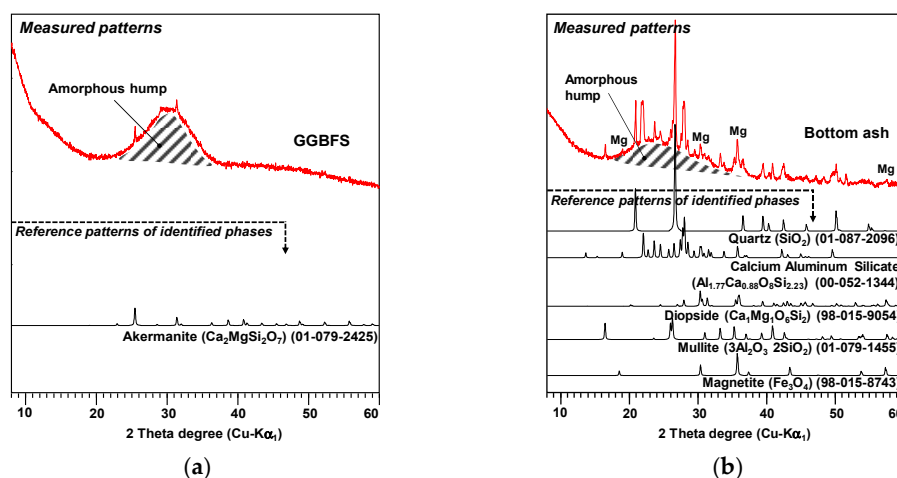 Measured patterns
Amorphous hump
GGBFS
Reference patterns of identified phases
Akermanite (Ca₂MgSi₂O₇) (01-079-2425)
10 20 30 40 50 60
2 Theta degree (Cu-Kα₁)
(a)
Measured patterns
Amorphous
hump
Mg
Mg
Mg
Bottom ash
Mg
Reference patterns of identified phases
Quartz (SiO₂) (01-087-2096)
Calcium Aluminum Silicate
(Al₁.₇₇Ca₀.₈₈O₈Si₂.₂₃) (00-052-1344)
Diopside (Ca₁Mg₁O₆Si₂) (98-015-9054)
Mullite (3Al₂O₃ 2SiO₂) (01-079-1455)
Magnetite (Fe₃O₄) (98-015-8743)
10 20 30 40 50 60
2 Theta degree (Cu-Kα₁)
(b)